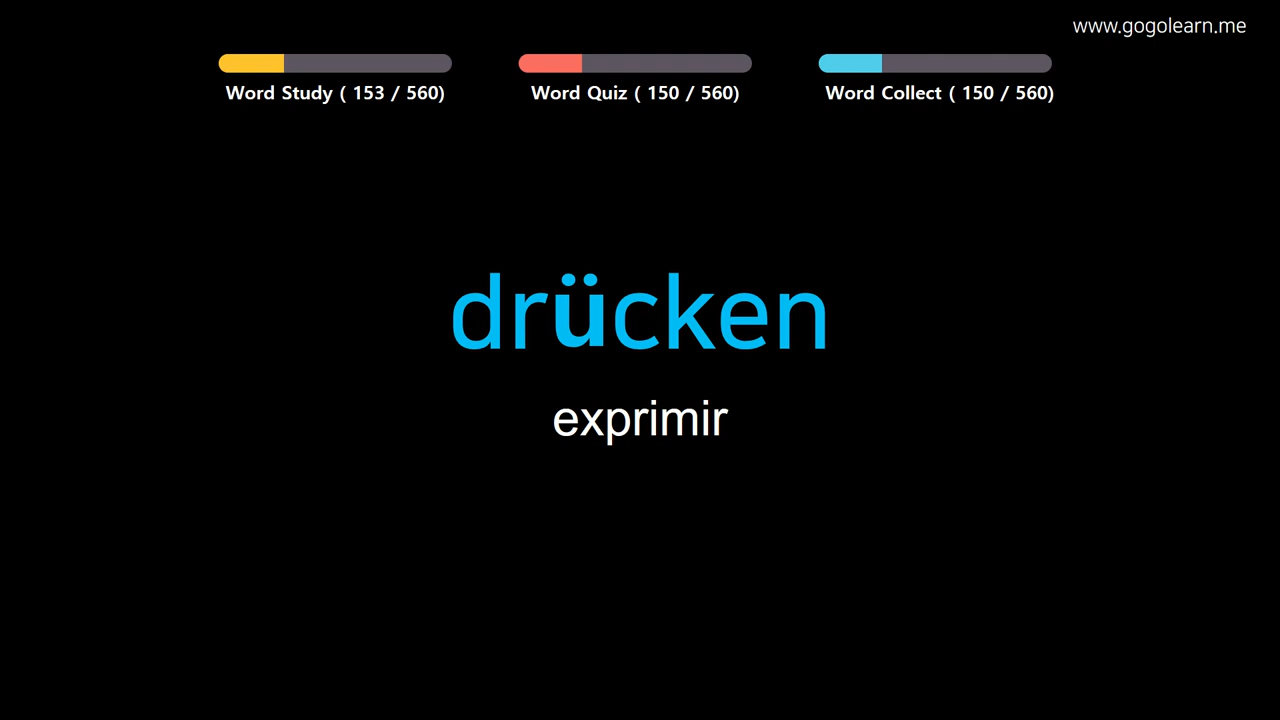 www.gogolearn.me
Word Study ( 153 / 560)
Word Quiz ( 150 / 560)
Word Collect ( 150 / 560)
drücken
exprimir